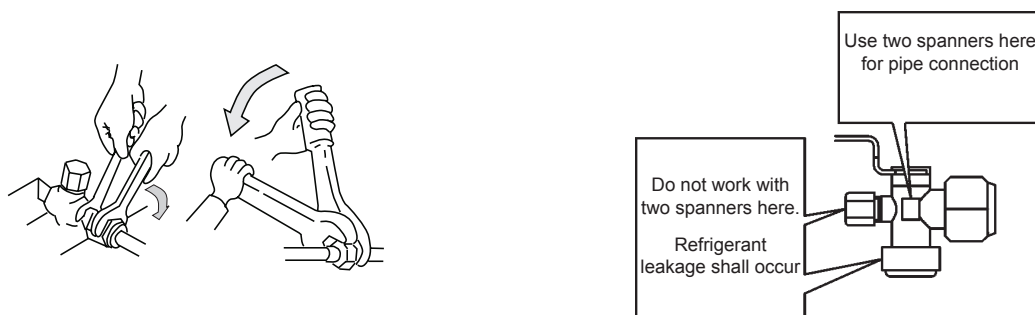 Use two spanners here
for pipe connection
Do not work with
two spanners here.
Refrigerant
leakage shall occur